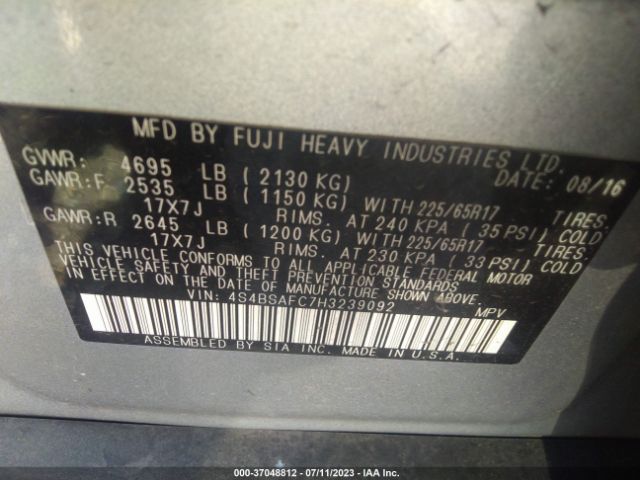 MFD BY FUJI HEAVY INDUSTRIES LTD.
GVWR: 4695 LB ( 2130 KG) DATE: 08/16
GAWR:F 2535 LB ( 1150 KG) WITH 225/65R17 TIRES.
17X7J RIMS. AT 240 KPA ( 35 PSI) COLD
GAWR:R 2645 LB ( 1200 KG) WITH 225/65R17 TIRES.
17X7J RIMS. AT 230 KPA ( 33 PSI) COLD
THIS VEHICLE CONFORMS TO ALL APPLICABLE FEDERAL MOTOR
VEHICLE SAFETY AND THEFT PREVENTION STANDARDS
IN EFFECT ON THE DATE OF MANUFACTURE SHOWN ABOVE.
VIN: 4S4BSAFC7H3239092 MPV
ASSEMBLED BY SIA INC. MADE IN U.S.A.
000-37048812 - 07/11/2023 - IAA Inc.